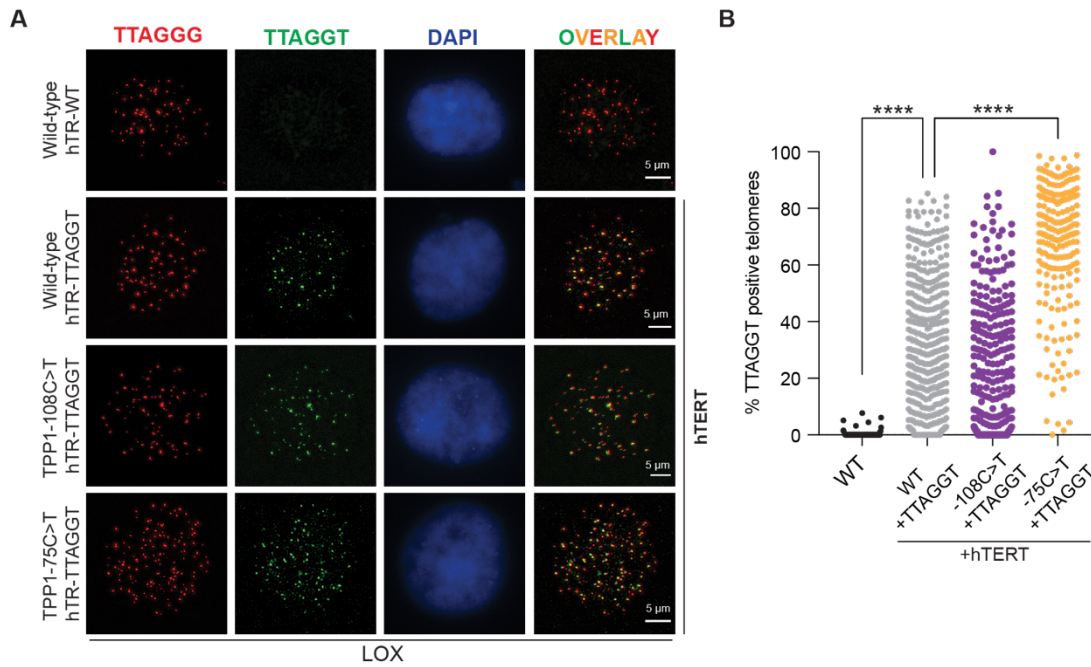 A
TTAGGG TTAGGT DAPI OVERLAY
Wild-type
hTR-WT
5 µm
Wild-type
hTR-TTAGGT
5 µm
TPP1-108C>T
hTR-TTAGGT
5 µm
TPP1-75C>T
hTR-TTAGGT
5 µm
hTERT
LOX
B
% TTAGGT positive telomeres
**** ****
100
80
60
40
20
0
WT
WT
+TTAGGT
-108C>T
+TTAGGT
-75C>T
+TTAGGT
+hTERT